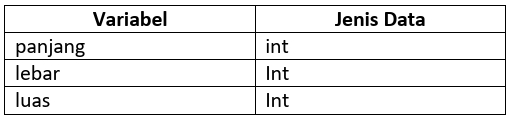 Variabel Jenis Data
panjang int
lebar Int
luas Int